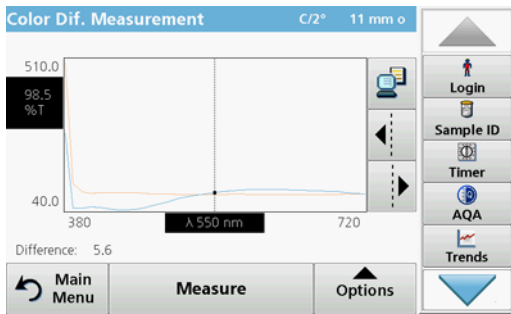 Color Dif. Measurement C/2° 11 mm o
510.0
98.5
%T
40.0
380 λ 550 nm 720
Difference: 5.6
Main
Menu
Measure
Options
Login
Sample ID
Timer
AQA
Trends